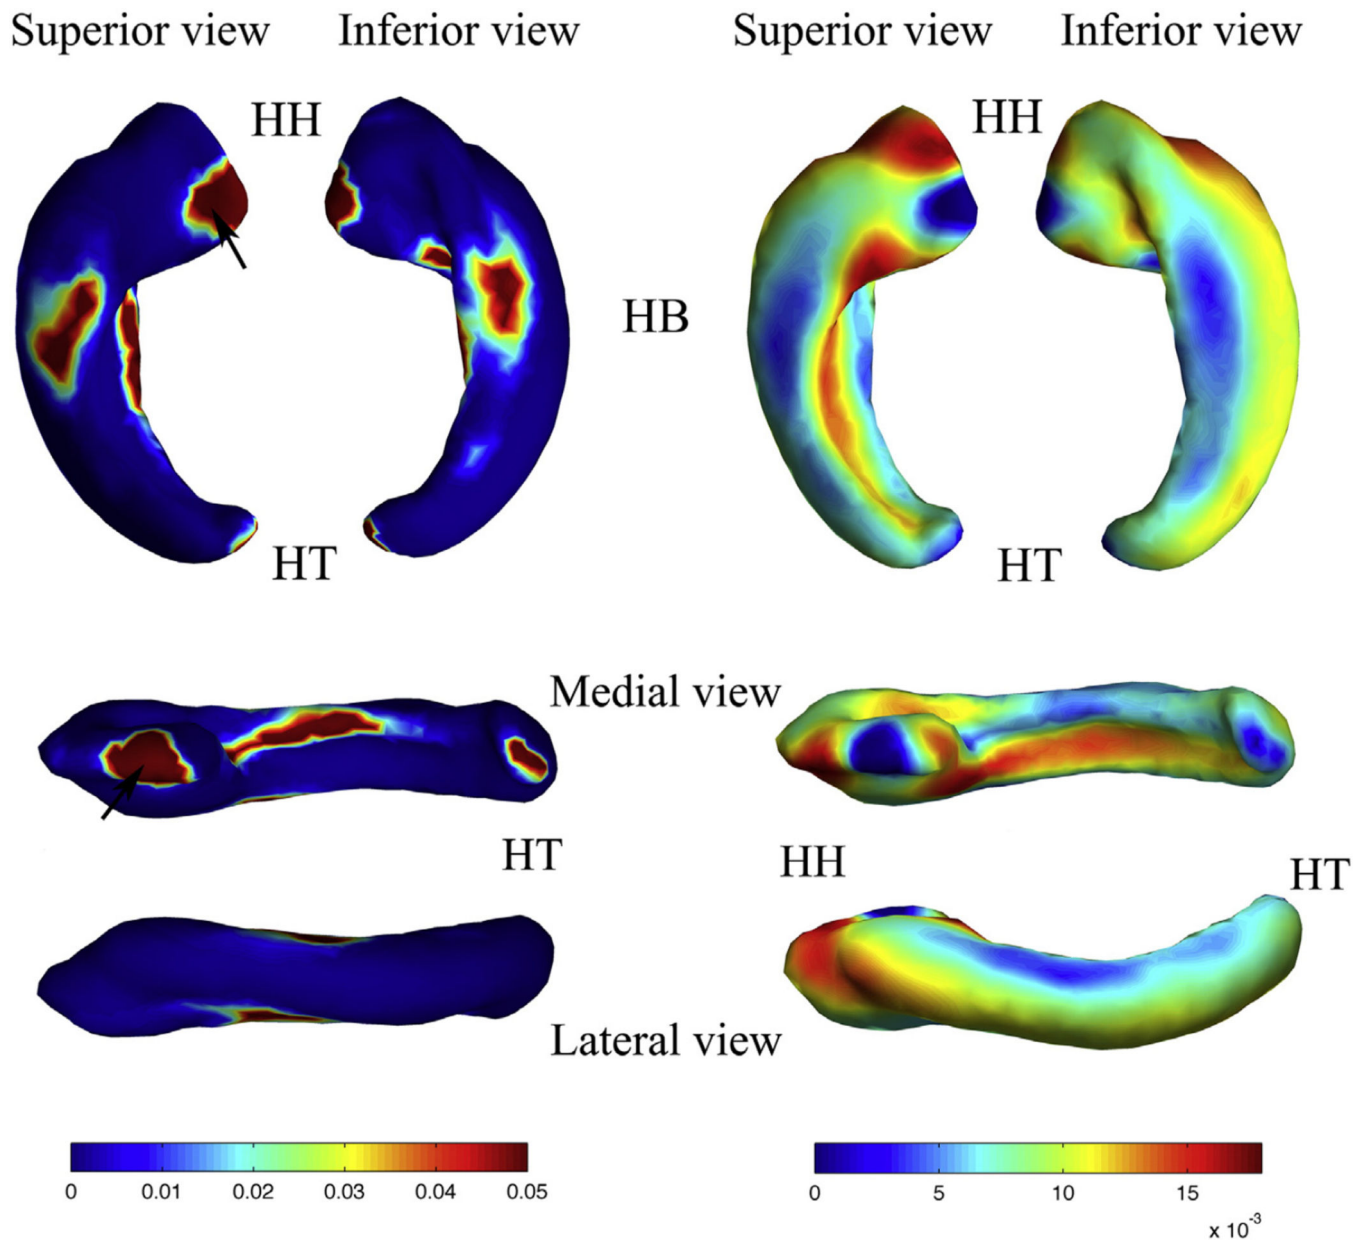 Superior view Inferior view Superior view Inferior view
HH HH
HB
HT HT
Medial view
HT HH HT
Lateral view
0 0.01 0.02 0.03 0.04 0.05 0 5 10 15
x 10⁻³